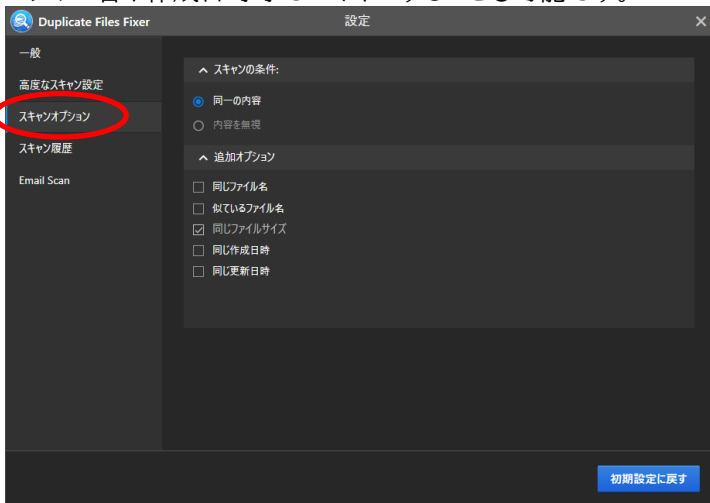 Duplicate Files Fixer
設定
一般
高度なスキャン設定
スキャンオプション
スキャン履歴
Email Scan
スキャンの条件:
同一の内容
内容を無視
追加オプション
同じファイル名
似ているファイル名
同じファイルサイズ
同じ作成日時
同じ更新日時
初期設定に戻す